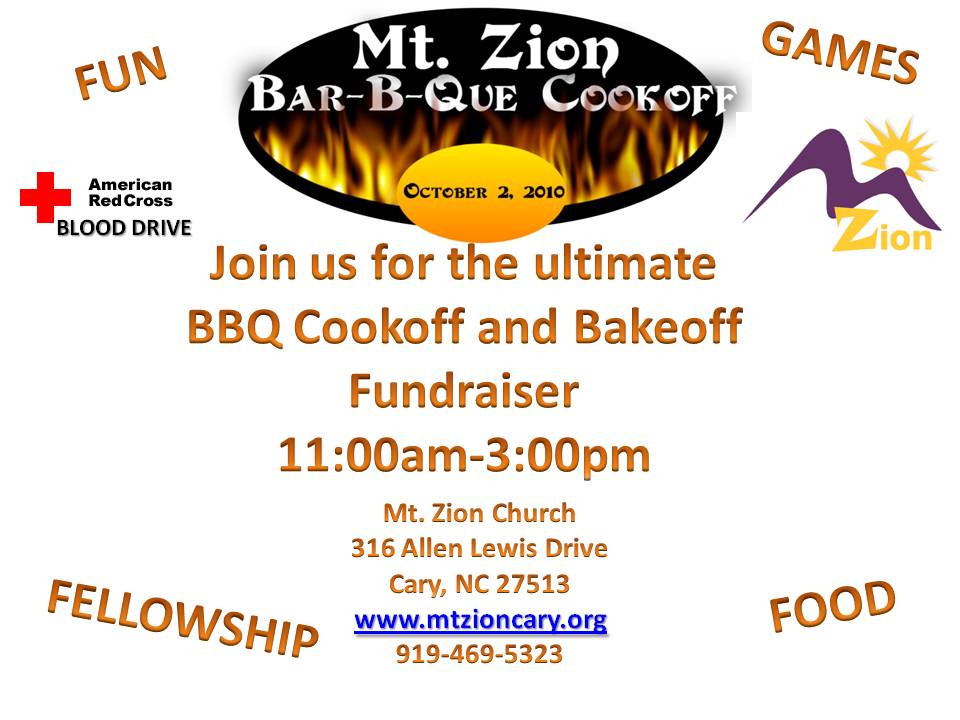 FUN
GAMES
Mt. Zion
Bar-B-Que Cookoff
October 2, 2010
American
Red Cross
BLOOD DRIVE
Zion
Join us for the ultimate
BBQ Cookoff and Bakeoff
Fundraiser
11:00am-3:00pm
Mt. Zion Church
316 Allen Lewis Drive
Cary, NC 27513
www.mtzioncary.org
919-469-5323
FELLOWSHIP
FOOD